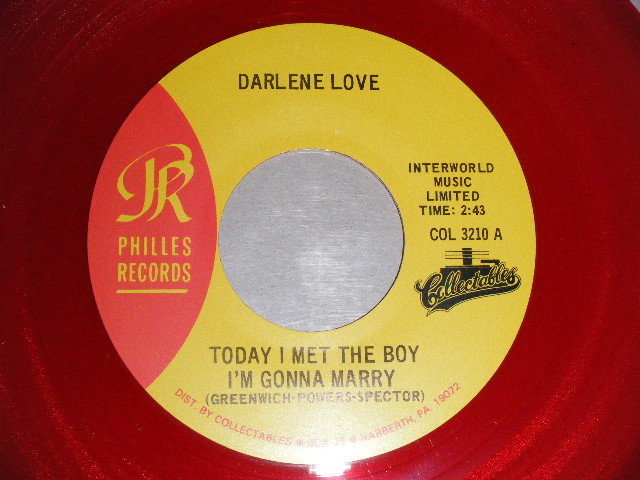 DARLENE LOVE
PR
PHILLES
RECORDS
INTERWORLD
MUSIC
LIMITED
TIME: 2:43
COL 3210 A
Collectables
TODAY I MET THE BOY
I'M GONNA MARRY
(GREENWICH-POWERS-SPECTOR)
DIST. BY COLLECTABLES ● BOX 35 ● NARBERTH, PA 19072